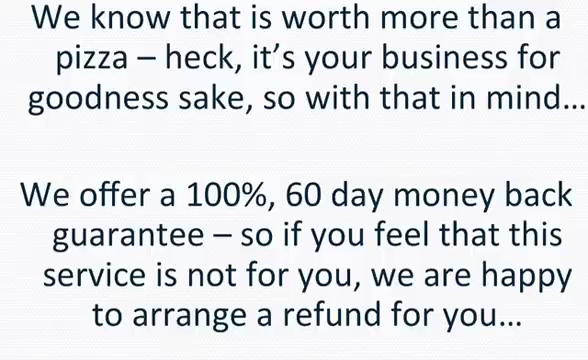 We know that is worth more than a
pizza – heck, it’s your business for
goodness sake, so with that in mind...
We offer a 100%, 60 day money back
guarantee – so if you feel that this
service is not for you, we are happy
to arrange a refund for you...